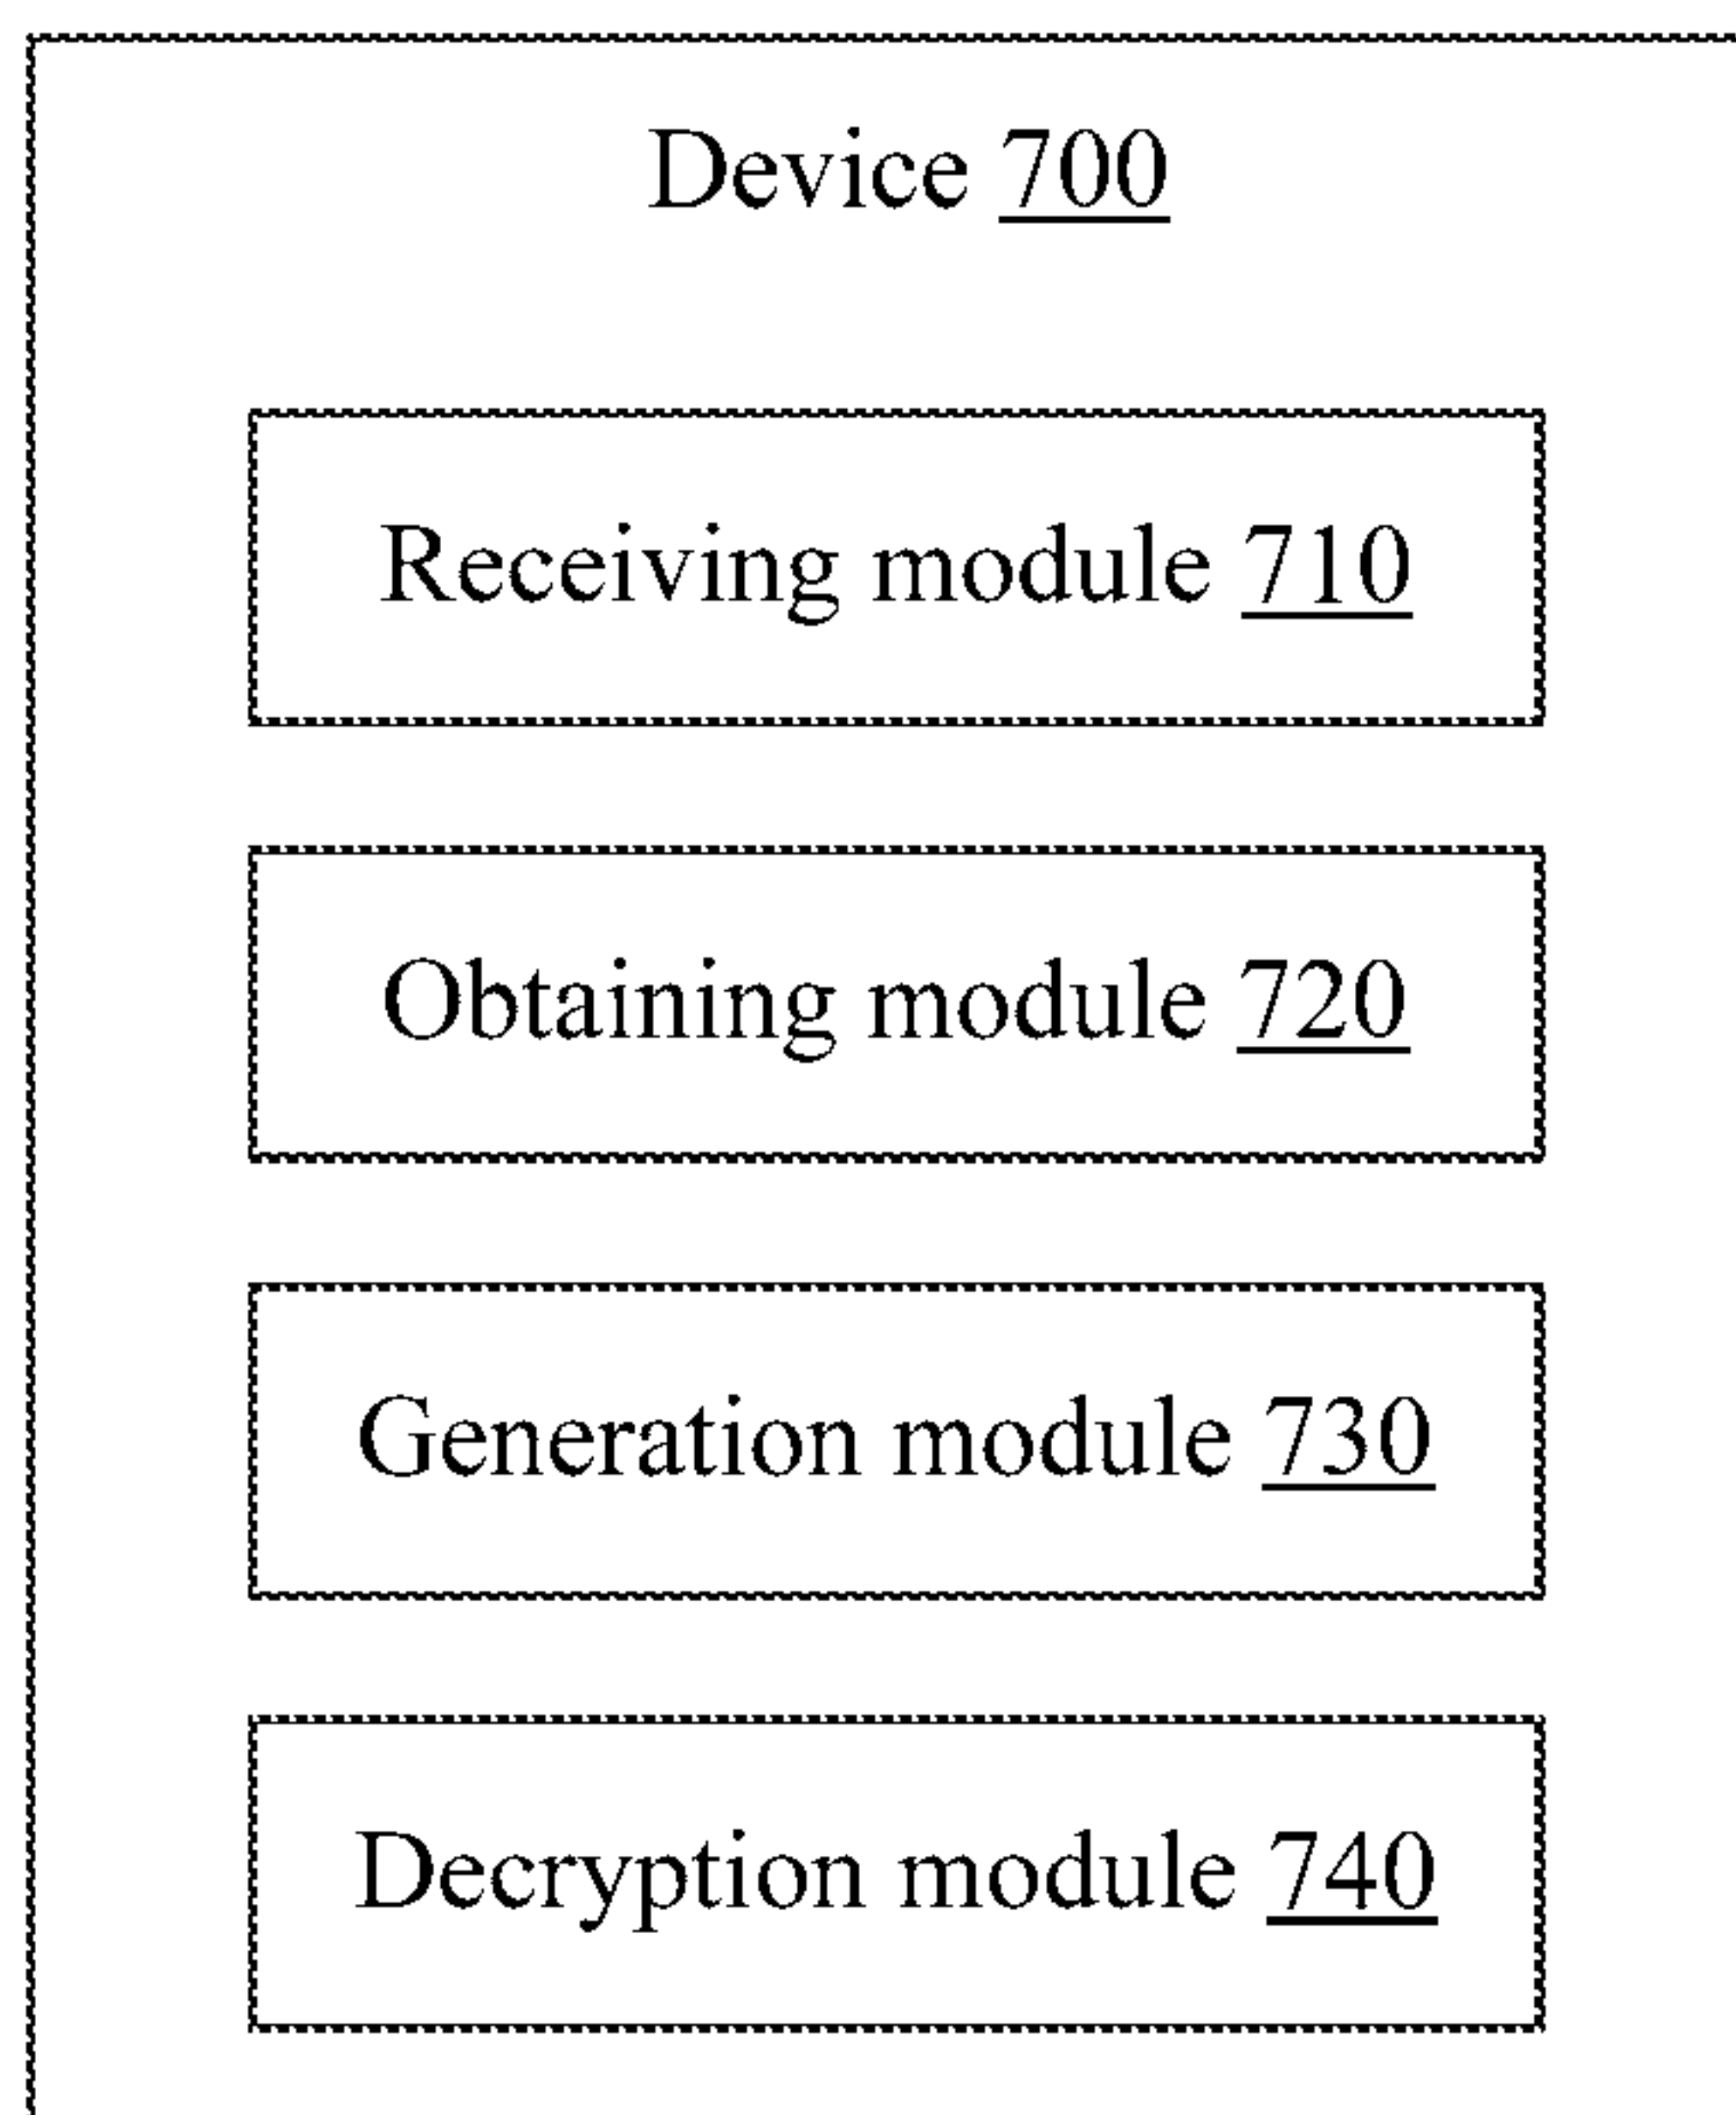 Device 700
Receiving module 710
Obtaining module 720
Generation module 730
Decryption module 740